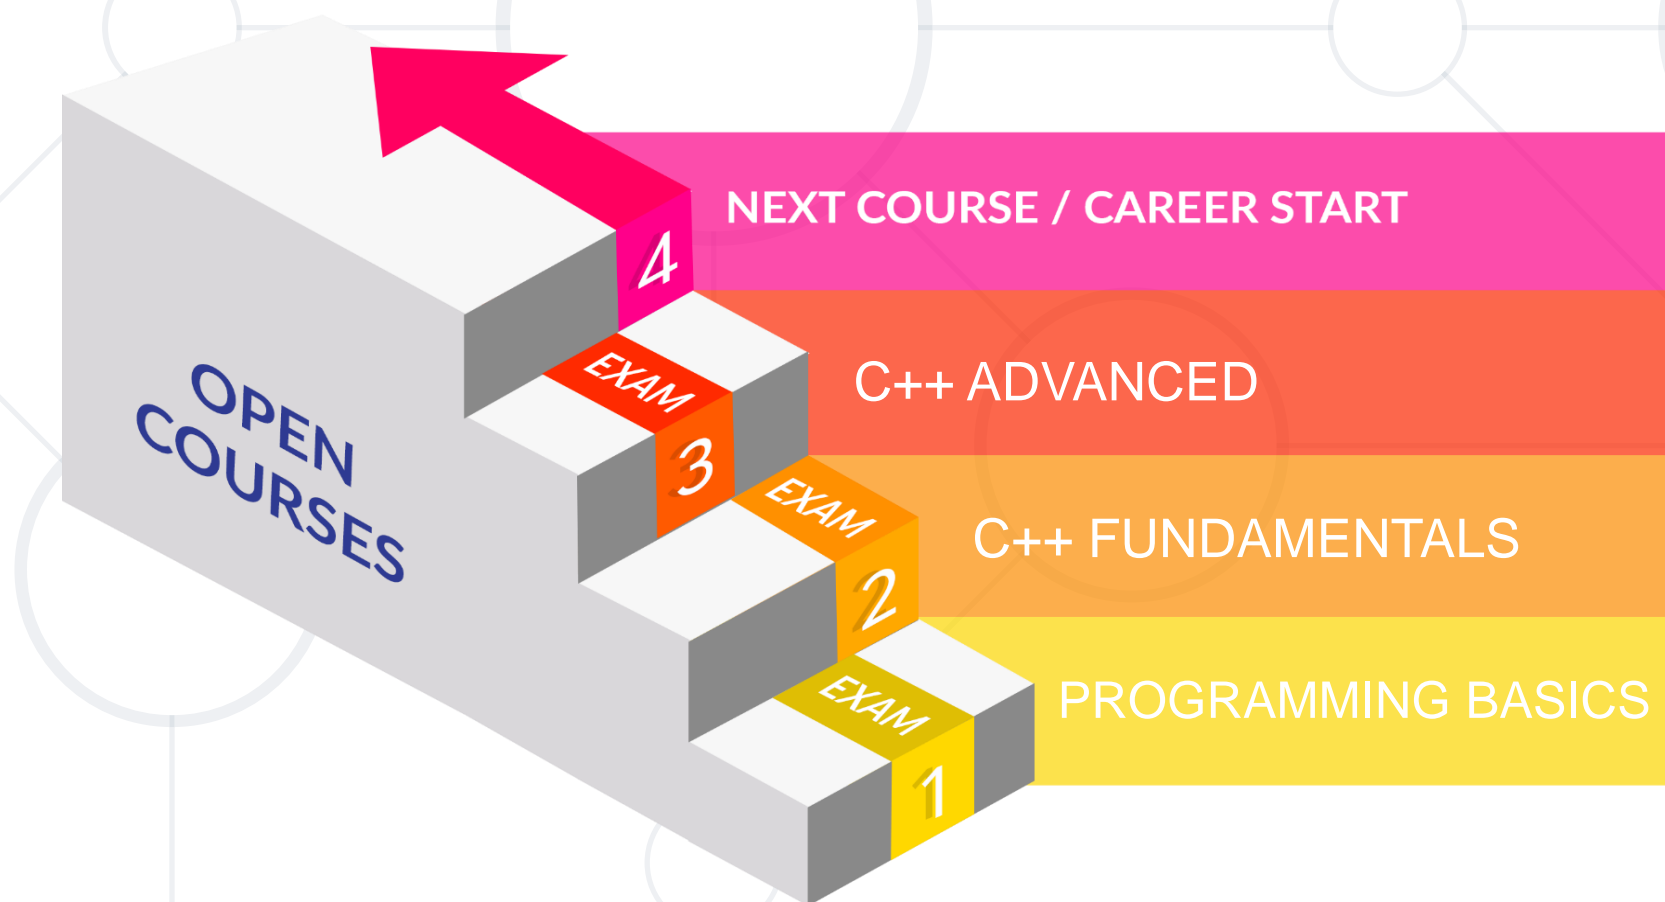 NEXT COURSE / CAREER START
4
EXAM
3
C++ ADVANCED
OPEN
COURSES
EXAM
2
C++ FUNDAMENTALS
EXAM
1
PROGRAMMING BASICS